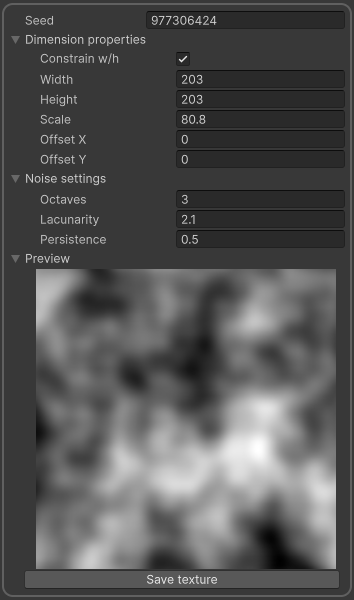 Seed 977306424
Dimension properties
Constrain w/h
Width 203
Height 203
Scale 80.8
Offset X 0
Offset Y 0
Noise settings
Octaves 3
Lacunarity 2.1
Persistence 0.5
Preview
Save texture